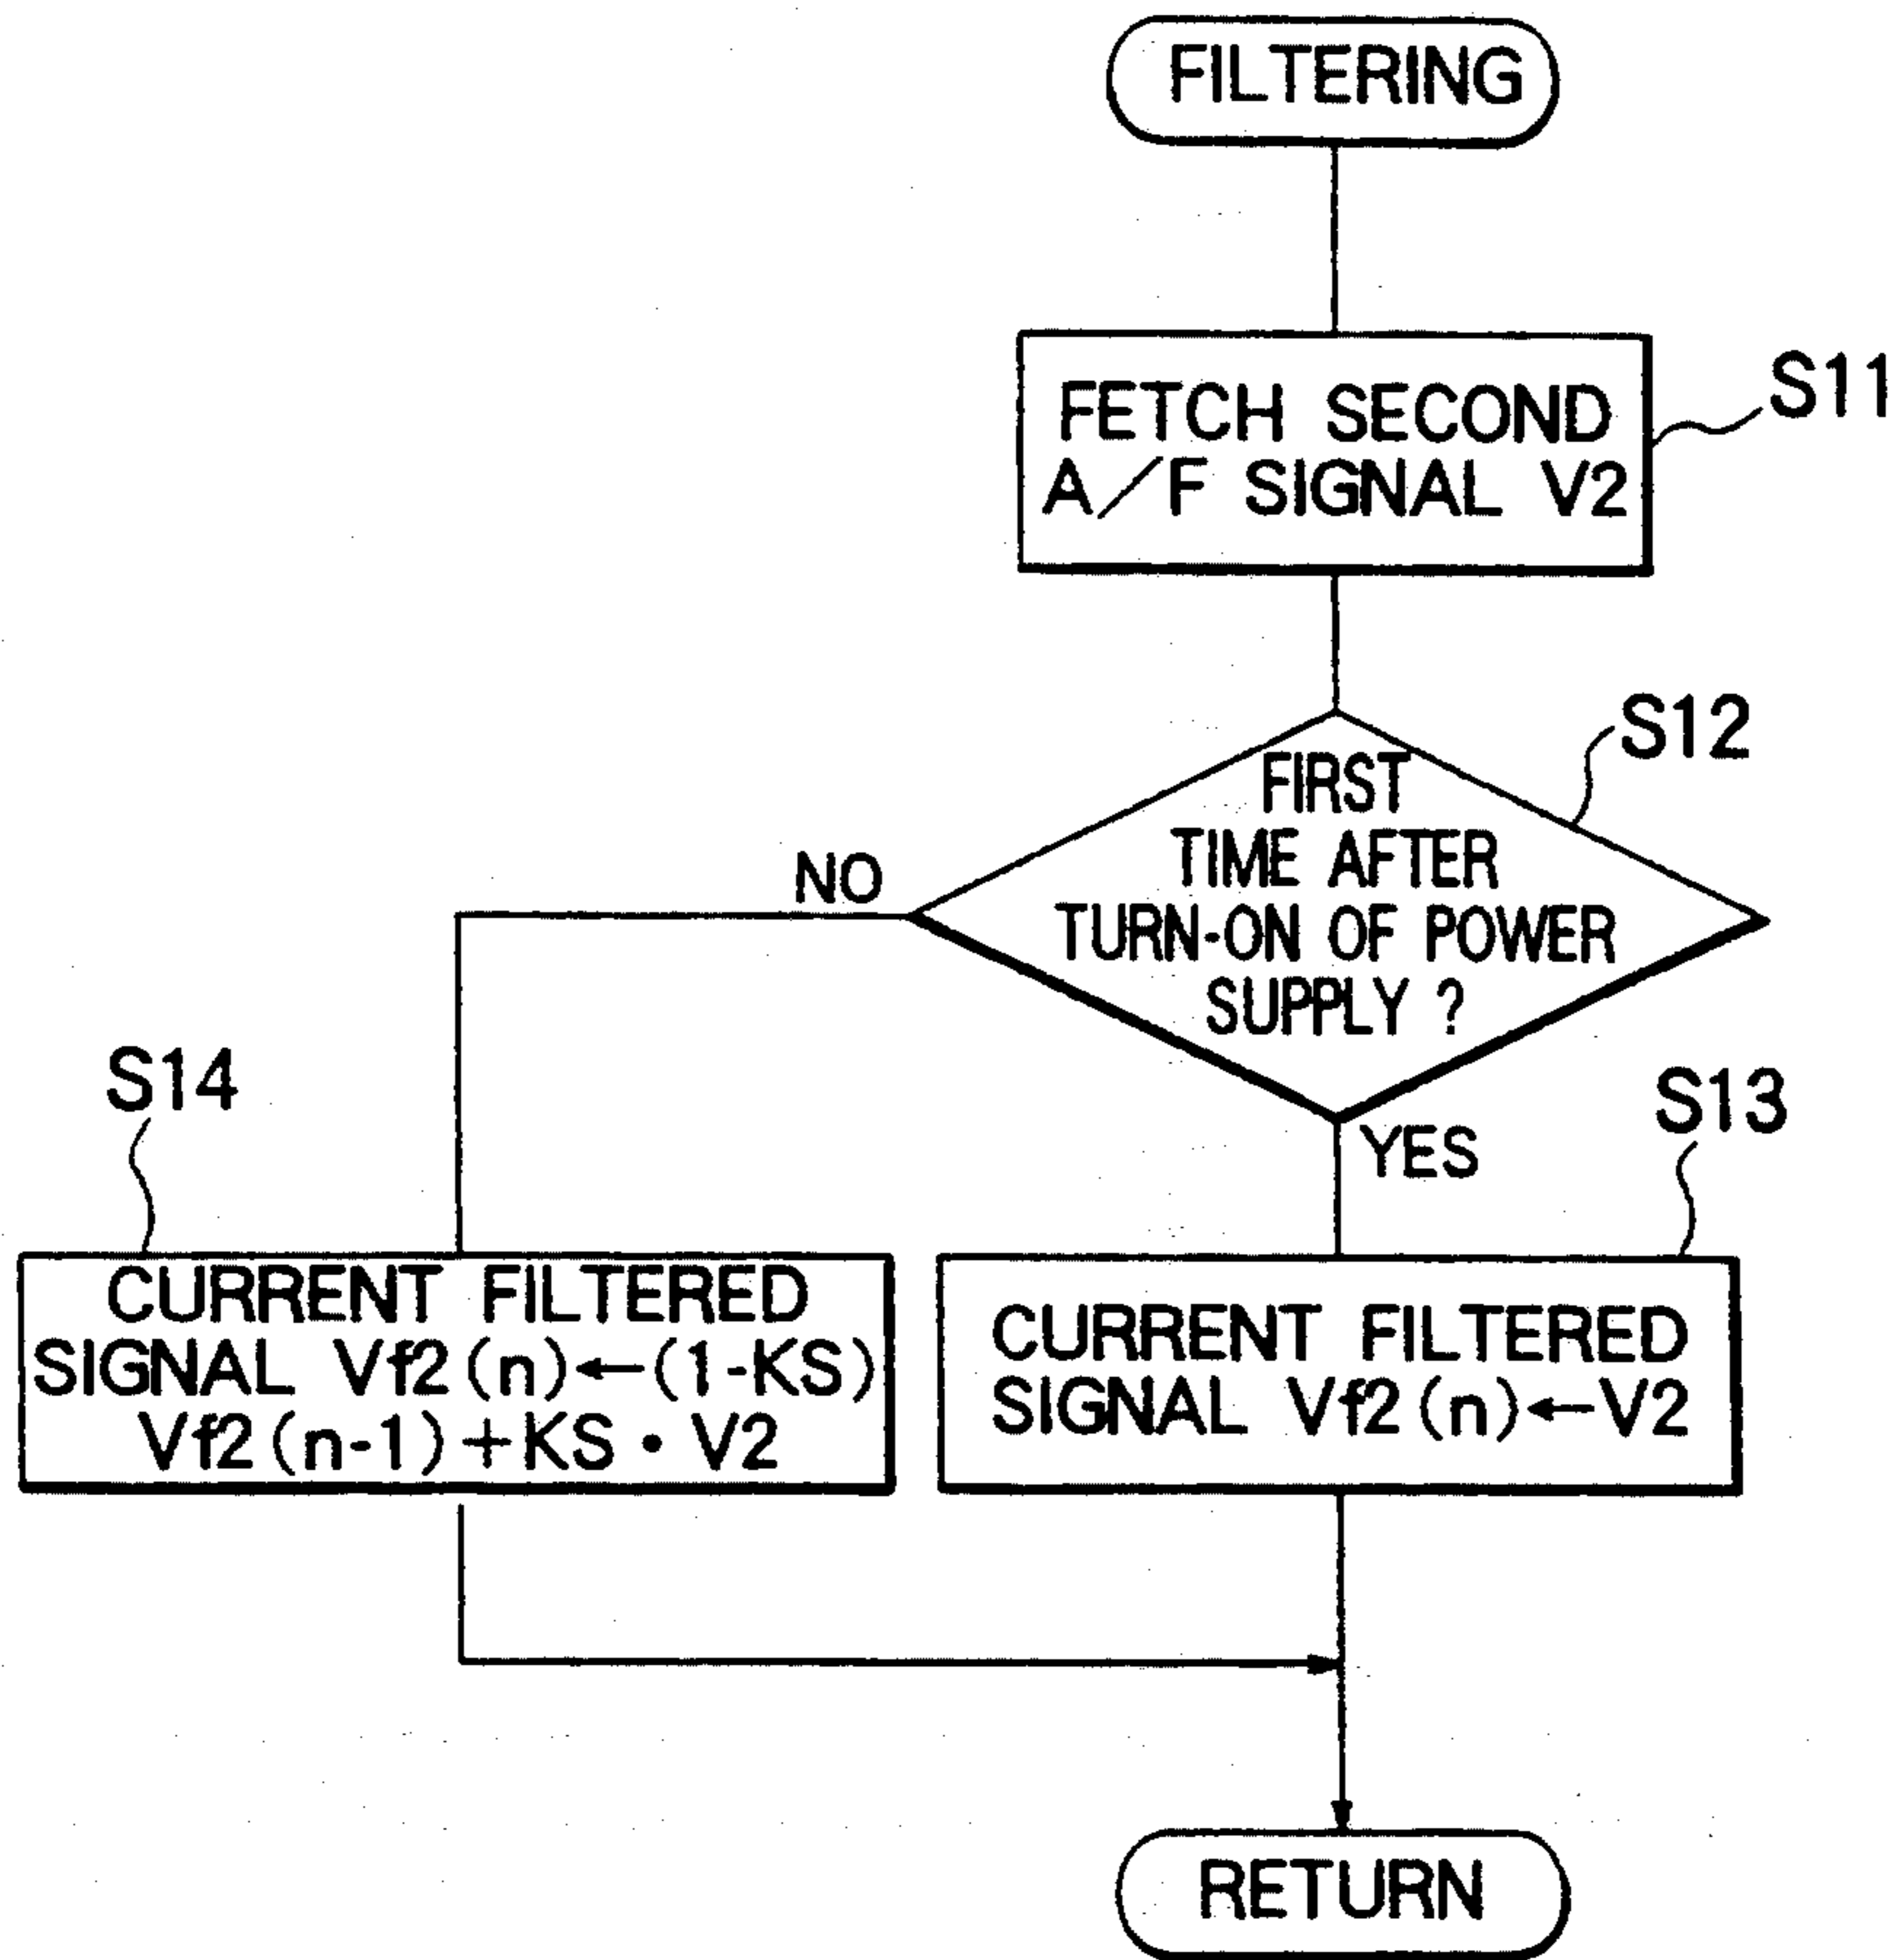 FILTERING
FETCH SECOND
A/F SIGNAL V2
S11
FIRST
TIME AFTER
TURN-ON OF POWER
SUPPLY ?
S12
NO
YES
S14
CURRENT FILTERED
SIGNAL Vf2(n)←(1-KS)
Vf2(n-1)+KS・V2
S13
CURRENT FILTERED
SIGNAL Vf2(n)←V2
RETURN